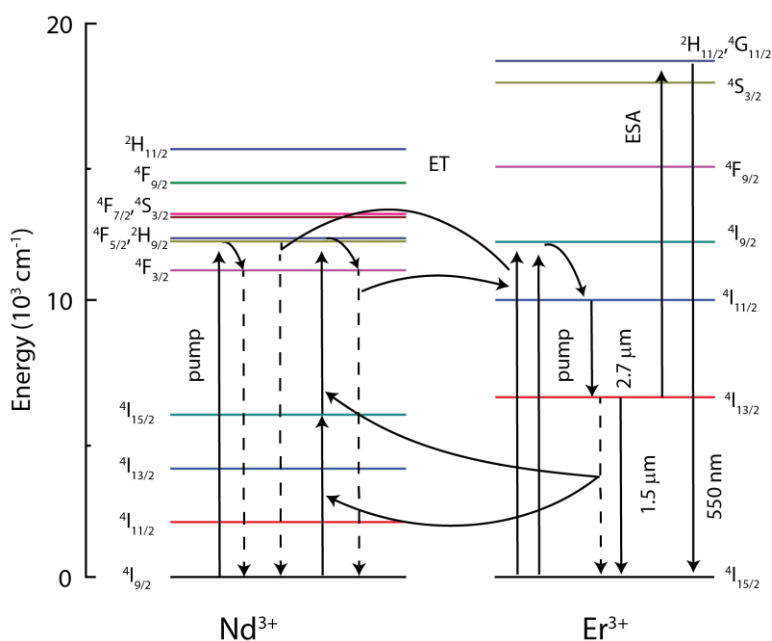 20
10
0
Energy (10³ cm⁻¹)
²H₁₁/₂
⁴F₉/₂
⁴F₇/₂,⁴S₃/₂
⁴F₅/₂,²H₉/₂
⁴F₃/₂
⁴I₁₅/₂
⁴I₁₃/₂
⁴I₁₁/₂
⁴I₉/₂
pump
ET
Nd³⁺
²H₁₁/₂,⁴G₁₁/₂
⁴S₃/₂
ESA
⁴F₉/₂
⁴I₉/₂
⁴I₁₁/₂
pump
2.7 μm
⁴I₁₃/₂
1.5 μm
550 nm
⁴I₁₅/₂
Er³⁺